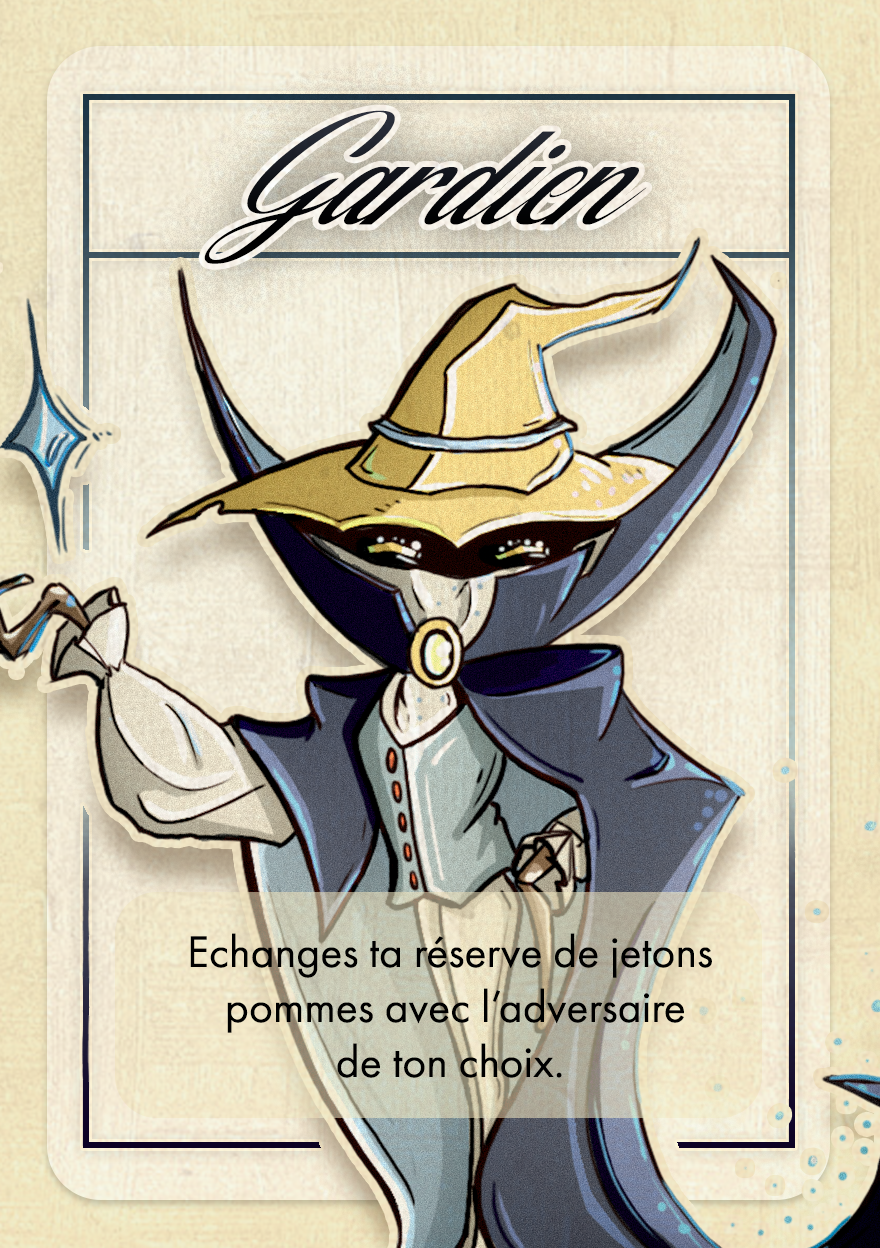 Gardien
Echanges ta réserve de jetons
pommes avec l’adversaire
de ton choix.